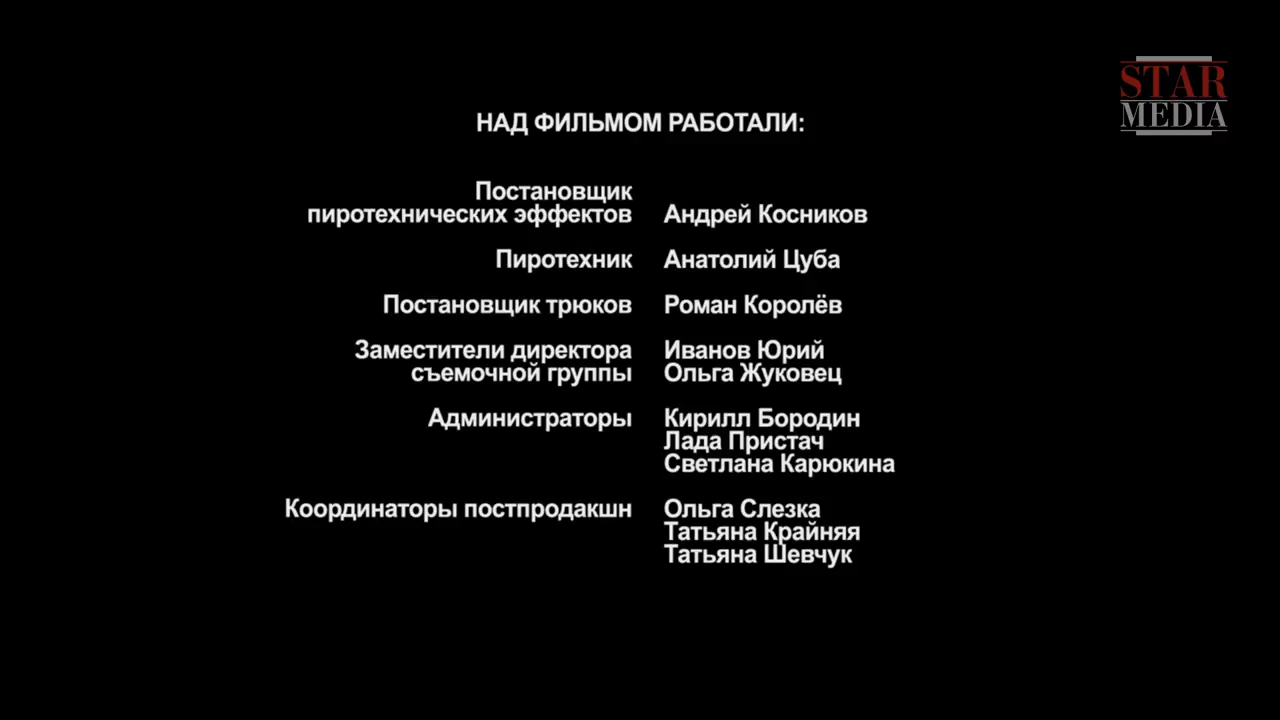 STAR
MEDIA
НАД ФИЛЬМОМ РАБОТАЛИ:
Постановщик
пиротехнических эффектов Андрей Косников
Пиротехник Анатолий Цуба
Постановщик трюков Роман Королёв
Заместители директора Иванов Юрий
съемочной группы Ольга Жуковец
Администраторы Кирилл Бородин
Лада Пристач
Светлана Карюкина
Координаторы постпродакшн Ольга Слезка
Татьяна Крайняя
Татьяна Шевчук